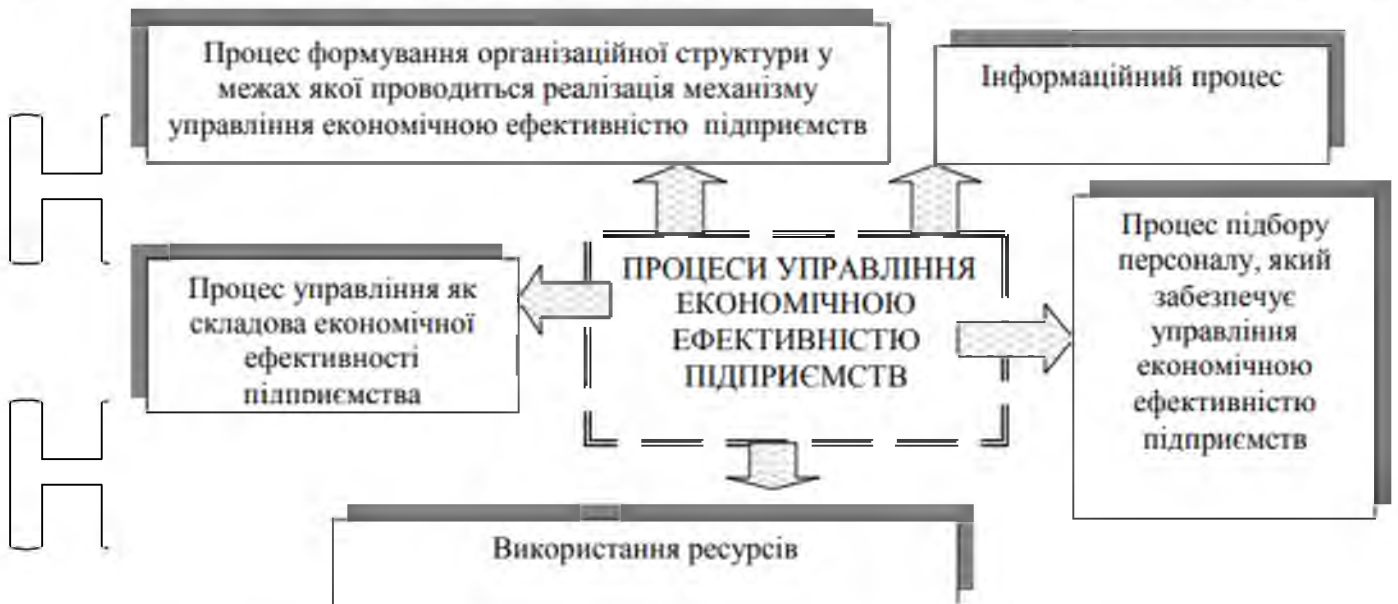 Процес формування організаційної структури у
межах якої проводиться реалізація механізму
управління економічною ефективністю підприємств
Інформаційний процес
Процес управління як
складова економічної
ефективності
підприємства
ПРОЦЕСИ УПРАВЛІННЯ
ЕКОНОМІЧНОЮ
ЕФЕКТИВНІСТЮ
ПІДПРИЄМСТВ
Процес підбору
персоналу, який
забезпечує
управління
економічною
ефективністю
підприємств
Використання ресурсів